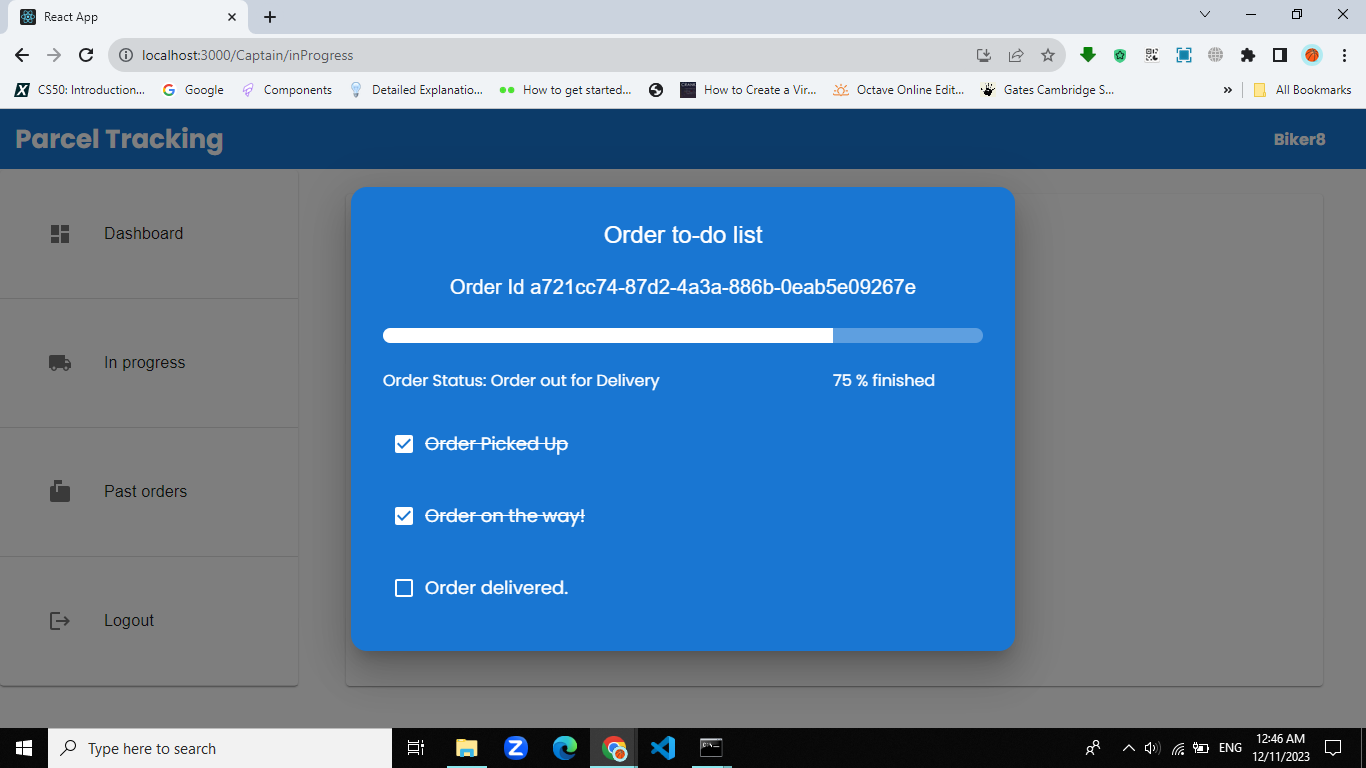 React App
localhost:3000/Captain/inProgress
CS50: Introduction... Google Components Detailed Explanatio... How to get started... How to Create a Vir... Octave Online Edit... Gates Cambridge S... » All Bookmarks
Parcel Tracking Biker8
Dashboard
In progress
Past orders
Logout
Order to-do list
Order Id a721cc74-87d2-4a3a-886b-0eab5e09267e
Order Status: Order out for Delivery 75 % finished
Order Picked Up
Order on the way!
Order delivered.
Type here to search
ENG
12:46 AM
12/11/2023